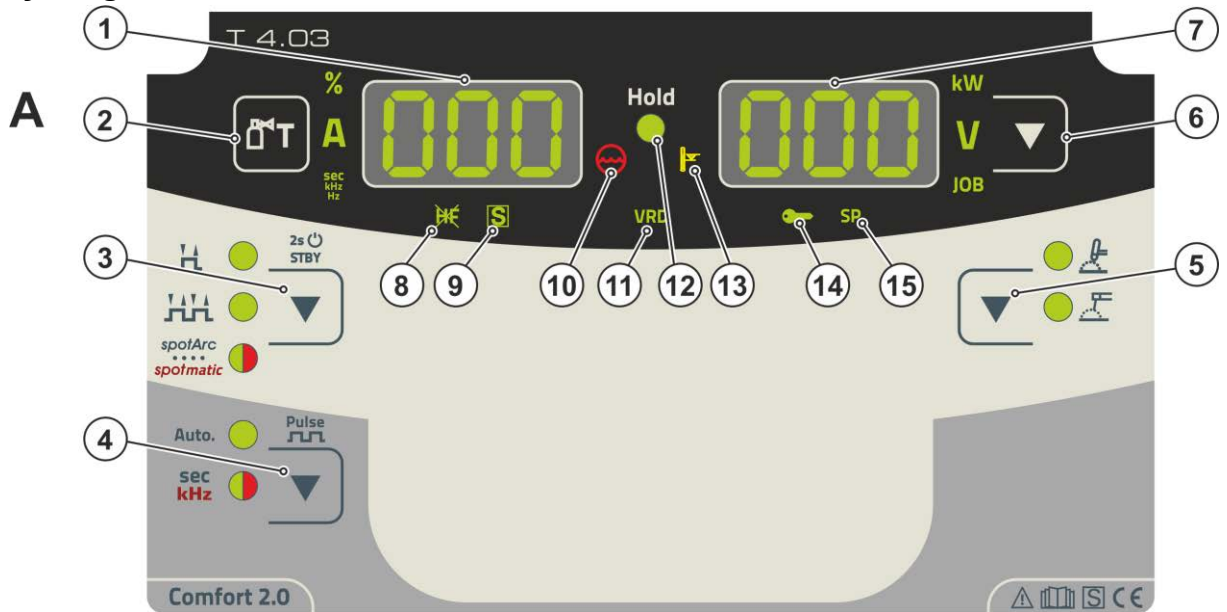 1
7
T 4.03
A
%
A
sec
kHz
Hz
000
Hold
000
kW
V
JOB
2
T
6
HF
S
VRD
SP
3
2s
STBY
8
9
10
11
12
13
14
15
5
spotArc
spotmatic
4
Auto.
Pulse
sec
kHz
Comfort 2.0
S CE